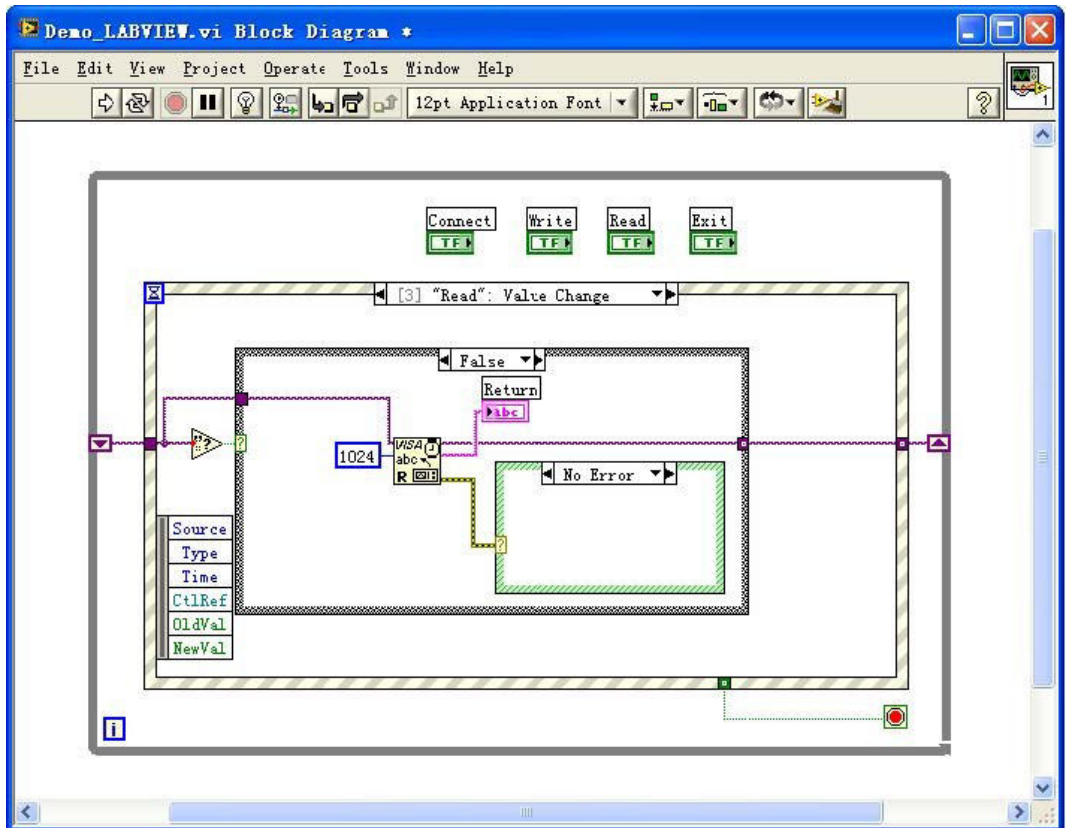 Demo_LABVIEW.vi Block Diagram *
File Edit View Project Operate Tools Window Help
12pt Application Font
1
Connect Write Read Exit
TF TF TF TF
[3] "Read": Value Change
False
Return
abc
"?
?
1024
VISA
abc
R
No Error
?
Source
Type
Time
CtlRef
OldVal
NewVal
i